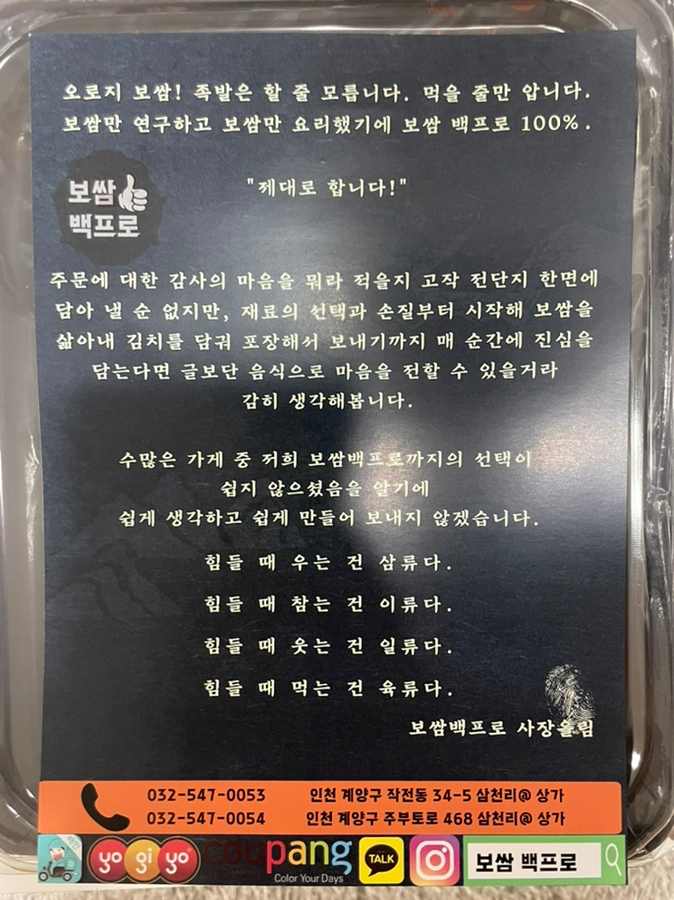 오로지 보쌈! 족발은 할 줄 모릅니다. 먹을 줄만 압니다.
보쌈만 연구하고 보쌈만 요리했기에 보쌈 백프로 100%.
"제대로 합니다!"
보쌈
백프로
주문에 대한 감사의 마음을 뭐라 적을지 고작 전단지 한면에
담아 낼 순 없지만, 재료의 선택과 손질부터 시작해 보쌈을
삶아내 김치를 담궈 포장해서 보내기까지 매 순간에 진심을
담는다면 글보단 음식으로 마음을 전할 수 있을거라
감히 생각해봅니다.
수많은 가게 중 저희 보쌈백프로까지의 선택이
쉽지 않으셨음을 알기에
쉽게 생각하고 쉽게 만들어 보내지 않겠습니다.
힘들 때 우는 건 삼류다.
힘들 때 참는 건 이류다.
힘들 때 웃는 건 일류다.
힘들 때 먹는 건 육류다.
보쌈백프로 사장올림
032-547-0053 인천 계양구 작전동 34-5 삼천리@ 상가
032-547-0054 인천 계양구 주부토로 468 삼천리@ 상가
yo gi yo coupang TALK 보쌈 백프로
Color Your Days